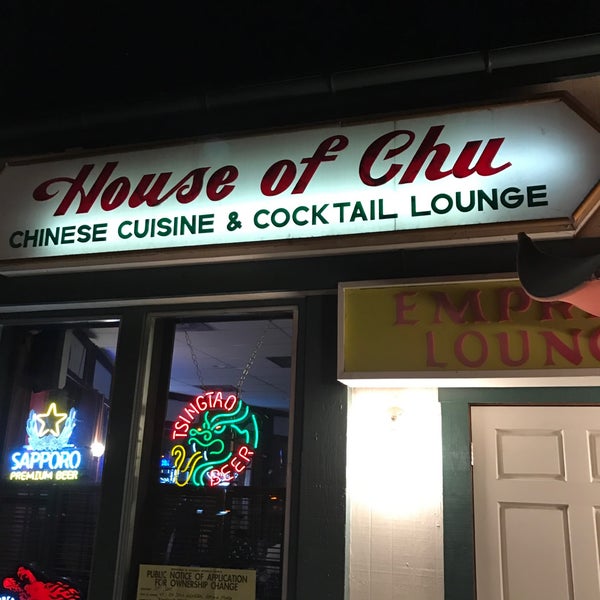 House of Chu
CHINESE CUISINE & COCKTAIL LOUNGE
SAPPORO
PREMIUM BEER
TSINGTAO
BEER
PUBLIC NOTICE OF APPLICATION
FOR OWNERSHIP CHANGE